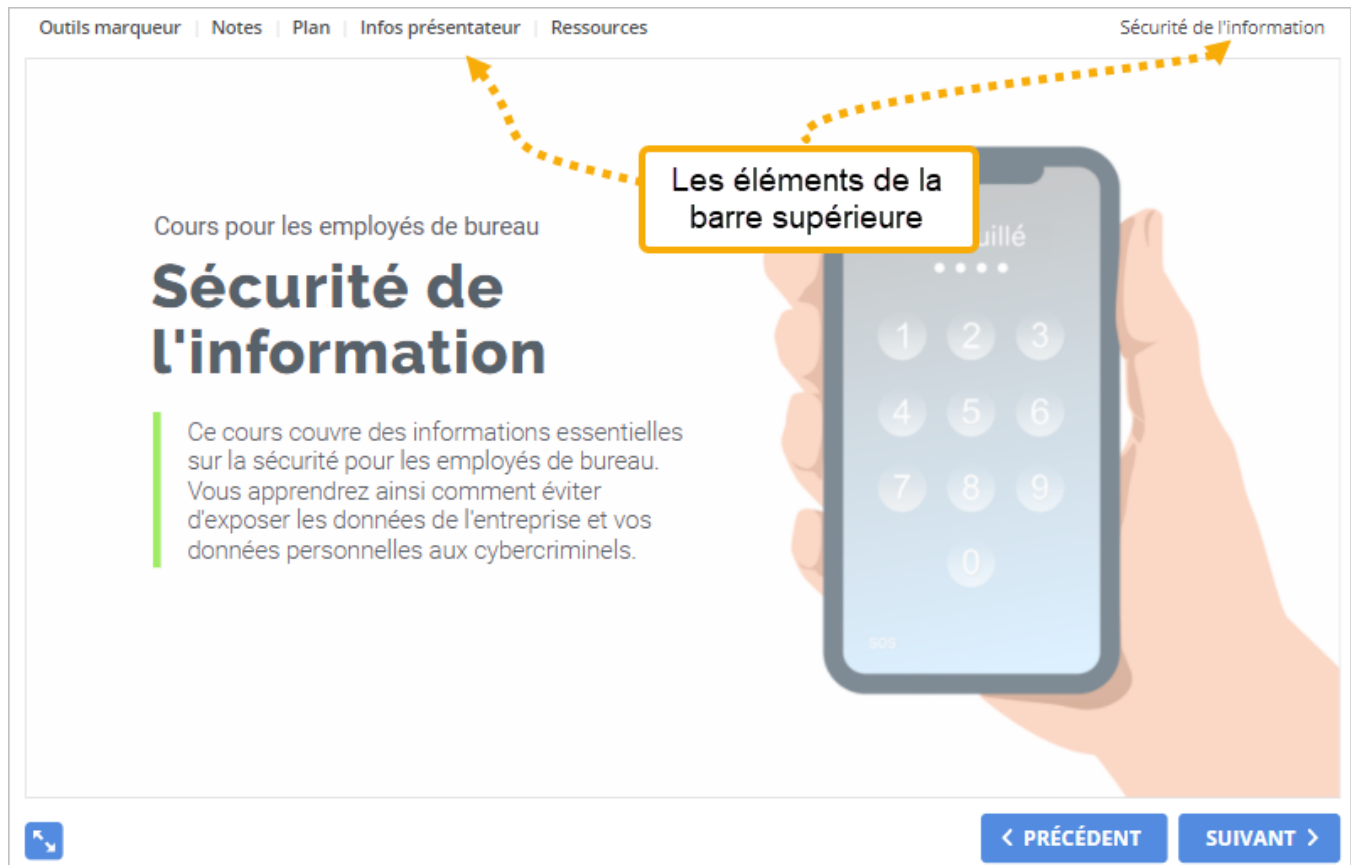 Outils marqueur | Notes | Plan | Infos présentateur | Ressources
Sécurité de l'information
Les éléments de la
barre supérieure
Cours pour les employés de bureau
Sécurité de
l'information
Ce cours couvre des informations essentielles
sur la sécurité pour les employés de bureau.
Vous apprendrez ainsi comment éviter
d'exposer les données de l'entreprise et vos
données personnelles aux cybercriminels.
1 2 3
4 5 6
7 8 9
0
SOS
< PRÉCÉDENT
SUIVANT >